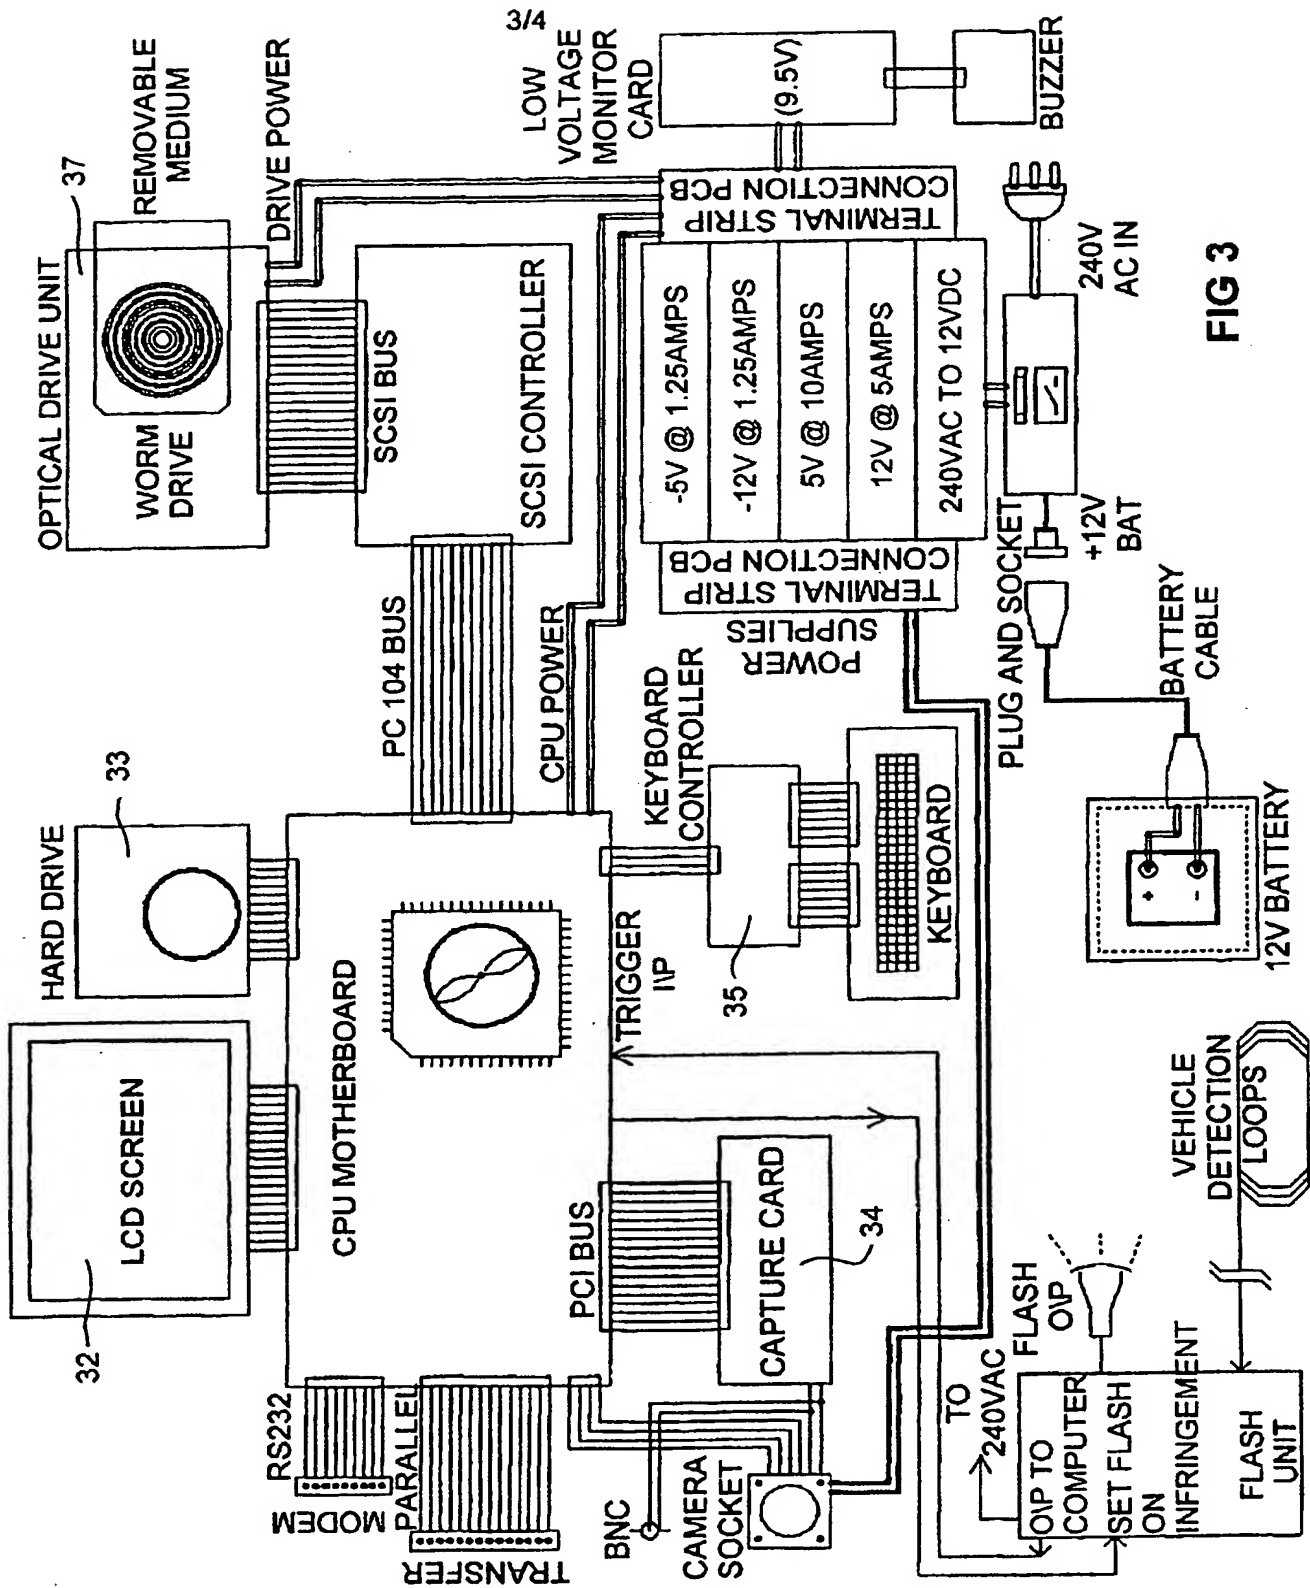 3/4
37
OPTICAL DRIVE UNIT
REMOVABLE
MEDIUM
WORM
DRIVE
DRIVE POWER
SCSI BUS
SCSI CONTROLLER
PC 104 BUS
CPU POWER
33
HARD DRIVE
32
LCD SCREEN
CPU MOTHERBOARD
RS232
MODEM
PARALLEL
TRANSFER
BNC
CAMERA
SOCKET
PCI BUS
CAPTURE CARD
34
TRIGGER
I\P
KEYBOARD
CONTROLLER
35
KEYBOARD
LOW
VOLTAGE
MONITOR
CARD
(9.5V)
BUZZER
TERMINAL STRIP
CONNECTION PCB
-5V @ 1.25AMPS
-12V @ 1.25AMPS
5V @ 10AMPS
12V @ 5AMPS
240VAC TO 12VDC
TERMINAL STRIP
CONNECTION PCB
POWER
SUPPLIES
240V
AC IN
+12V
BAT
PLUG AND SOCKET
BATTERY
CABLE
12V BATTERY
+
-
VEHICLE
DETECTION
LOOPS
FLASH
O\P
TO
240VAC
O\P TO
COMPUTER
SET FLASH
ON
INFRINGEMENT
FLASH
UNIT
FIG 3